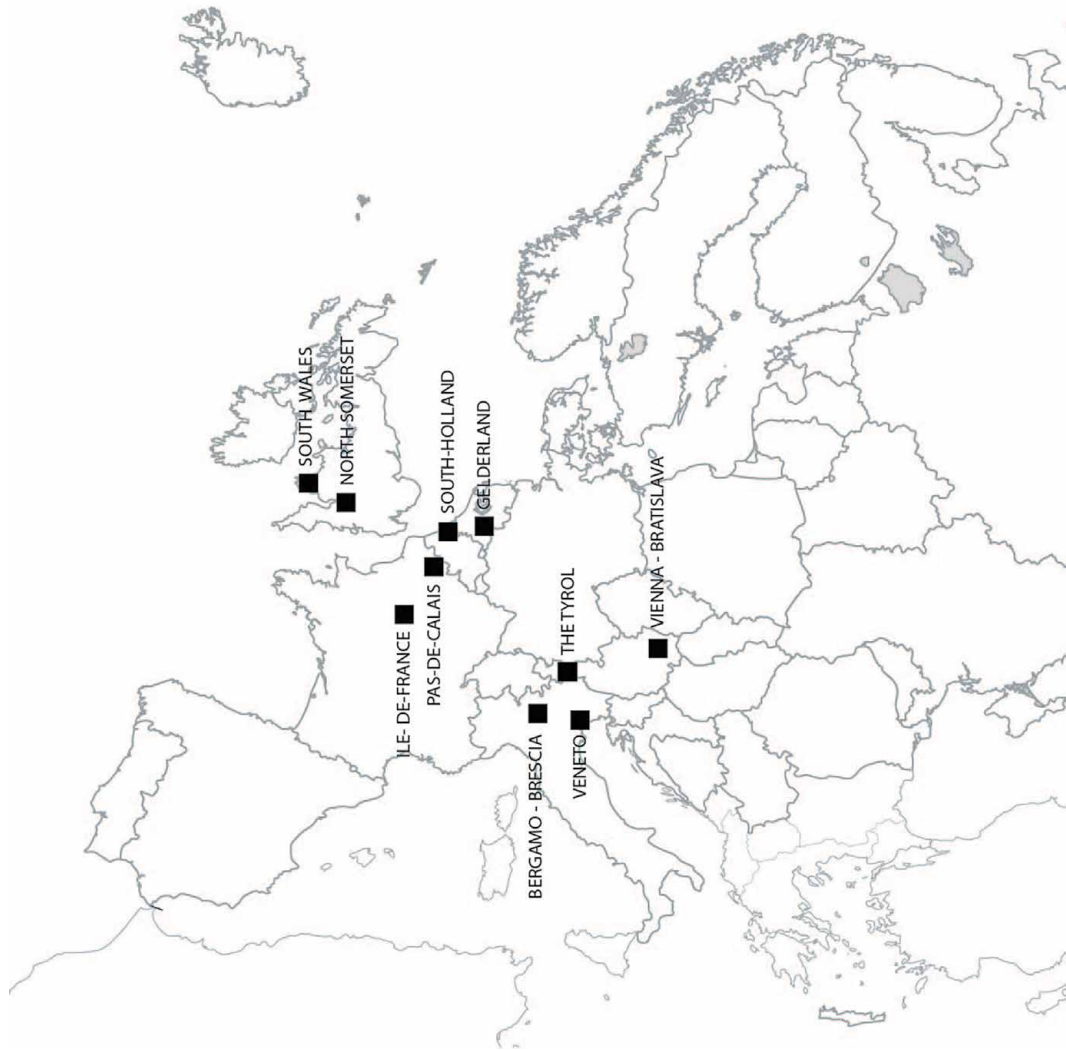 SOUTH WALES
NORTH SOMERSET
SOUTH-HOLLAND
GELDERLAND
ILE- DE-FRANCE
PAS-DE-CALAIS
THE TYROL
VIENNA - BRATISLAVA
BERGAMO - BRESCIA
VENETO